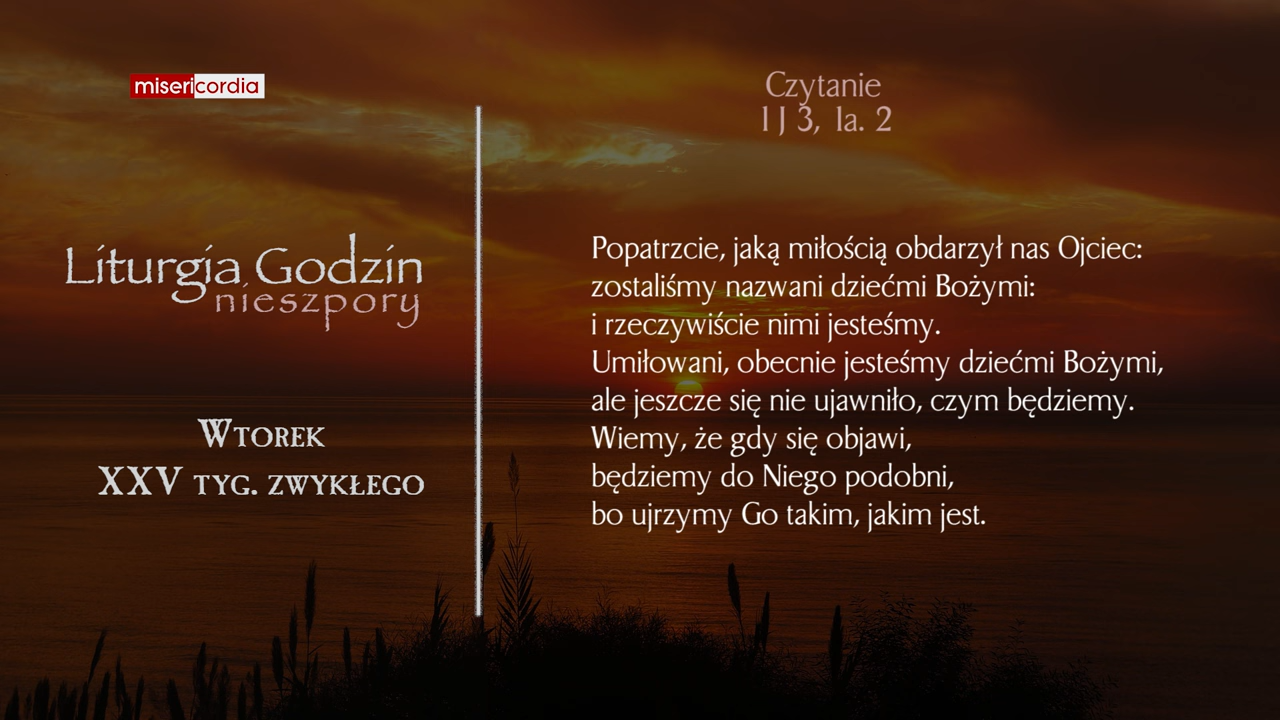 misericordia
Liturgia Godzin
nieszpory
Wtorek
XXV tyg. zwykłego
Czytanie
1 J 3, 1a. 2
Popatrzcie, jaką miłością obdarzył nas Ojciec:
zostaliśmy nazwani dziećmi Bożymi:
i rzeczywiście nimi jesteśmy.
Umiłowani, obecnie jesteśmy dziećmi Bożymi,
ale jeszcze się nie ujawniło, czym będziemy.
Wiemy, że gdy się objawi,
będziemy do Niego podobni,
bo ujrzymy Go takim, jakim jest.